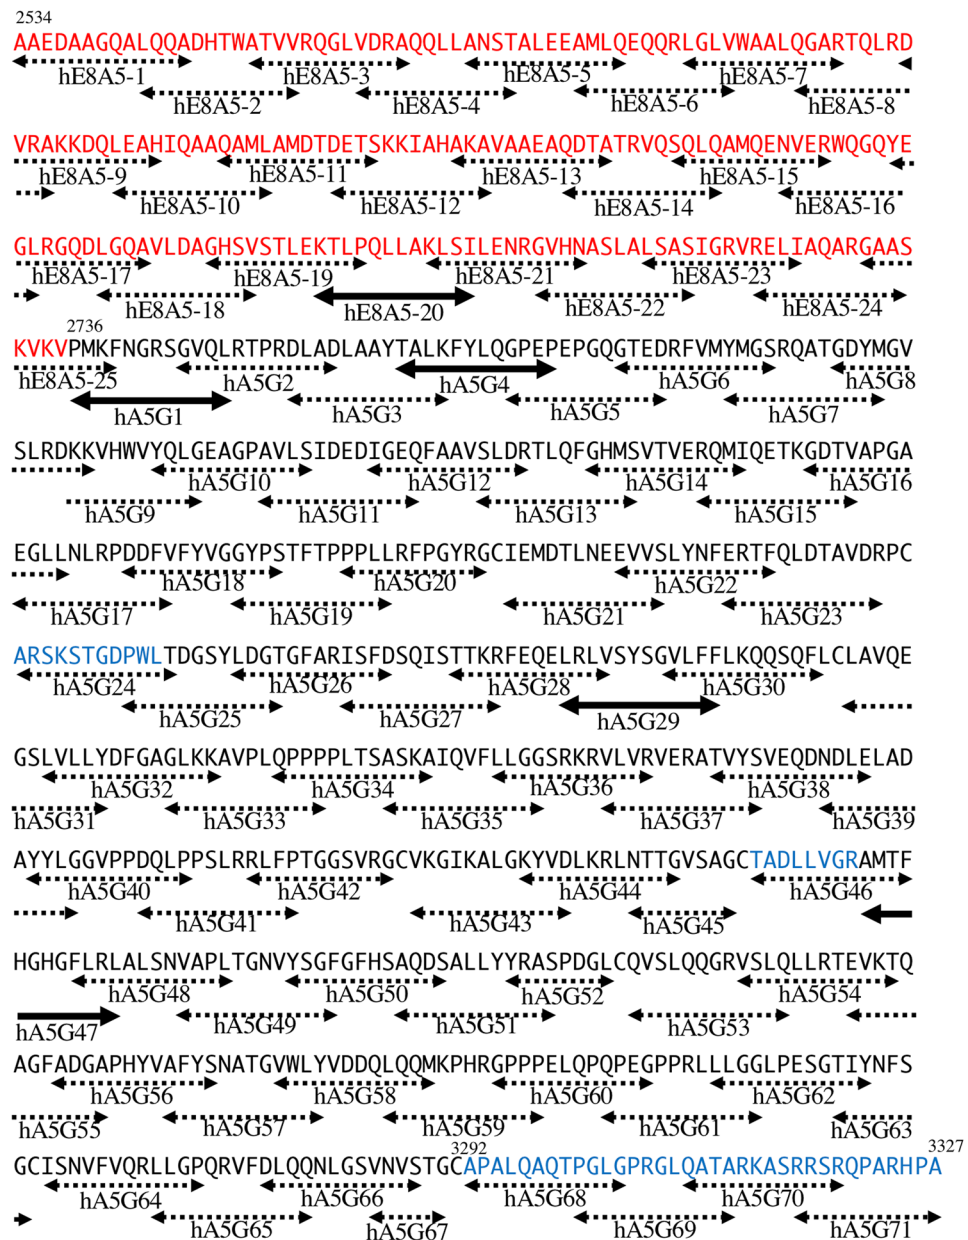 2534
AAEDAAGQALQQADHTWATVVRQGLVDRAQQLLANSTALEEAMLQEQQRLGLVWAALQGARTQLRD
hE8A5-1 hE8A5-3 hE8A5-5 hE8A5-7
hE8A5-2 hE8A5-4 hE8A5-6 hE8A5-8
VRAKKDQLEAHIQAAQAMLAMDTDETSKKIAHAKAVAAEAQDTATRVQSQLQAMQENVERWQGQYE
hE8A5-9 hE8A5-11 hE8A5-13 hE8A5-15
hE8A5-10 hE8A5-12 hE8A5-14 hE8A5-16
GLRGQDLGQAVLDAGHSVSTLEKTLPQLLAKLSILENRGVHNASLALSASIGRVRELIAQARGAAS
hE8A5-17 hE8A5-19 hE8A5-21 hE8A5-23
hE8A5-18 hE8A5-20 hE8A5-22 hE8A5-24
2736
KVKVPMKFNGRSGVQLRTPRDLADLAAYTALKFYLQGPEPEPGQGTEDRFVMYMGSRQATGDYMGV
hE8A5-25 hA5G2 hA5G4 hA5G6 hA5G8
hA5G1 hA5G3 hA5G5 hA5G7
SLRDKKVHWVYQLGEAGPAVLSIDEDIGEQFAAVSLDRTLQFGHMSVTVERQMIQETKGDTVAPGA
hA5G10 hA5G12 hA5G14 hA5G16
hA5G9 hA5G11 hA5G13 hA5G15
EGLLNLRPDDFVFYVGGYPSTFTPPPLLRFPGYRGCIEMDTLNEEVVSLYNFERTFQLDTAVDRPC
hA5G18 hA5G20 hA5G22
hA5G17 hA5G19 hA5G21 hA5G23
ARSKSTGDPWLTDGSYLDGTGFARISFDSQISTTKRFEQELRLVSYSGVLFFLKQQSQFLCLAVQE
hA5G24 hA5G26 hA5G28 hA5G30
hA5G25 hA5G27 hA5G29
GSLVLLYDFGAGLKKAVPLQPPPPLTSASKAIQVFLLGGSRKRVLVRVERATVYSVEQDNDLELAD
hA5G32 hA5G34 hA5G36 hA5G38
hA5G31 hA5G33 hA5G35 hA5G37 hA5G39
AYYLGGVPPDQLPPSLRRLFPTGGSVRGCVKGIKALGKYVDLKRLNTTGVSAGCTADLLVGRAMTF
hA5G40 hA5G42 hA5G44 hA5G46
hA5G41 hA5G43 hA5G45
HGHGFLRLALSNVAPLTGNVYSGFGFHSAQDSALLYYRASPDGLCQVSLQQGRVSLQLLRTEVKTQ
hA5G48 hA5G50 hA5G52 hA5G54
hA5G47 hA5G49 hA5G51 hA5G53
AGFADGAPHYVAFYSNATGVWLYVDDQLQQMKPHRGPPPELQPQPEGPPRLLLGGLPESGTIYNFS
hA5G56 hA5G58 hA5G60 hA5G62
hA5G55 hA5G57 hA5G59 hA5G61 hA5G63
3292 3327
GCISNVFVQRLLGPQRVFDLQQNLGSVNVSTGCAPALQAQTPGLGPRGLQATARKASRRSRQPARHPA
hA5G64 hA5G66 hA5G68 hA5G70
hA5G65 hA5G67 hA5G69 hA5G71